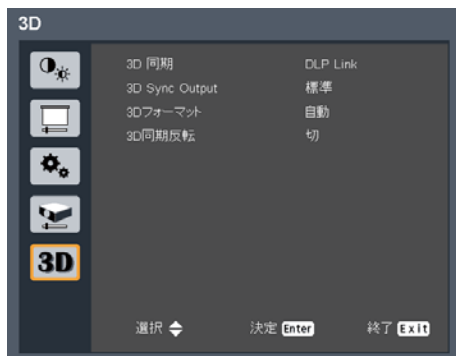 3D
3D 同期 DLP Link
3D Sync Output 標準
3Dフォーマット 自動
3D同期反転 切
3D
選択 決定 Enter 終了 Exit